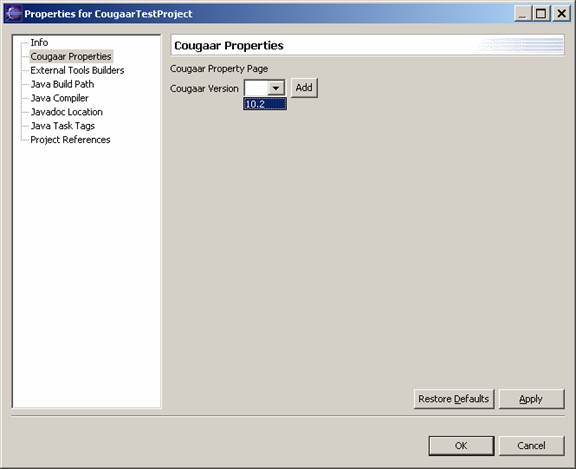 Properties for CougaarTestProject
Info
Cougaar Properties
External Tools Builders
Java Build Path
Java Compiler
Javadoc Location
Java Task Tags
Project References
Cougaar Properties
Cougaar Property Page
Cougaar Version Add
10.2
Restore Defaults Apply
OK Cancel